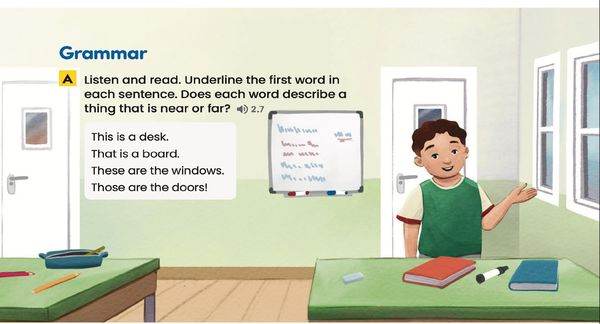 Grammar
A Listen and read. Underline the first word in
each sentence. Does each word describe a
thing that is near or far? 2.7
This is a desk.
That is a board.
These are the windows.
Those are the doors!